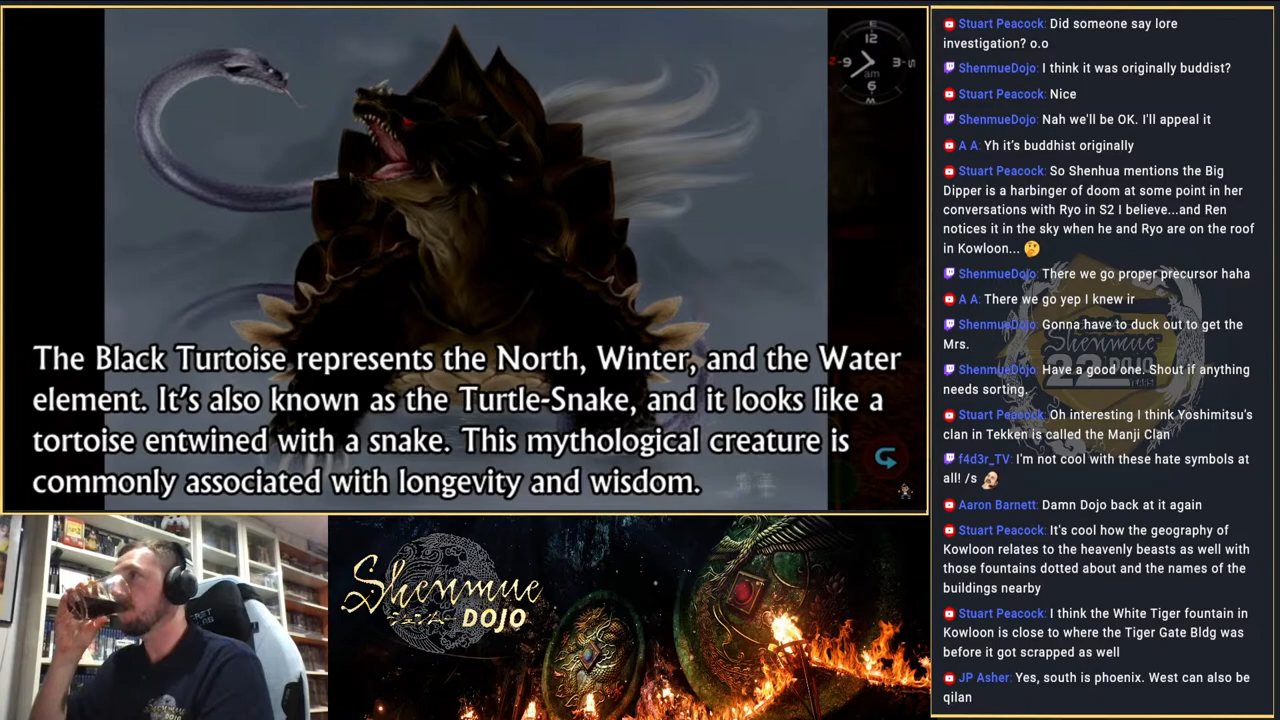 E
12
Z
9
3
S
am
6
W
The Black Turtoise represents the North, Winter, and the Water
element. It's also known as the Turtle-Snake, and it looks like a
tortoise entwined with a snake. This mythological creature is
commonly associated with longevity and wisdom.
Shenmue
DOJO
DOJO
Stuart Peacock: Did someone say lore
investigation? o.o
ShenmueDojo: I think it was originally buddist?
Stuart Peacock: Nice
ShenmueDojo: Nah we'll be OK. I'll appeal it
A A: Yh it's buddhist originally
Stuart Peacock: So Shenhua mentions the Big
Dipper is a harbinger of doom at some point in her
conversations with Ryo in S2 I believe...and Ren
notices it in the sky when he and Ryo are on the roof
in Kowloon... 🤔
ShenmueDojo: There we go proper precursor haha
A A: There we go yep I knew ir
ShenmueDojo: Gonna have to duck out to get the
Mrs.
ShenmueDojo: Have a good one. Shout if anything
needs sorting.
Stuart Peacock: Oh interesting I think Yoshimitsu's
clan in Tekken is called the Manji Clan
f4d3r_TV: I'm not cool with these hate symbols at
all! /s
Aaron Barnett: Damn Dojo back at it again
Stuart Peacock: It's cool how the geography of
Kowloon relates to the heavenly beasts as well with
those fountains dotted about and the names of the
buildings nearby
Stuart Peacock: I think the White Tiger fountain in
Kowloon is close to where the Tiger Gate Bldg was
before it got scrapped as well
JP Asher: Yes, south is phoenix. West can also be
qilan
Shenmue
22 DOJO
YEARS